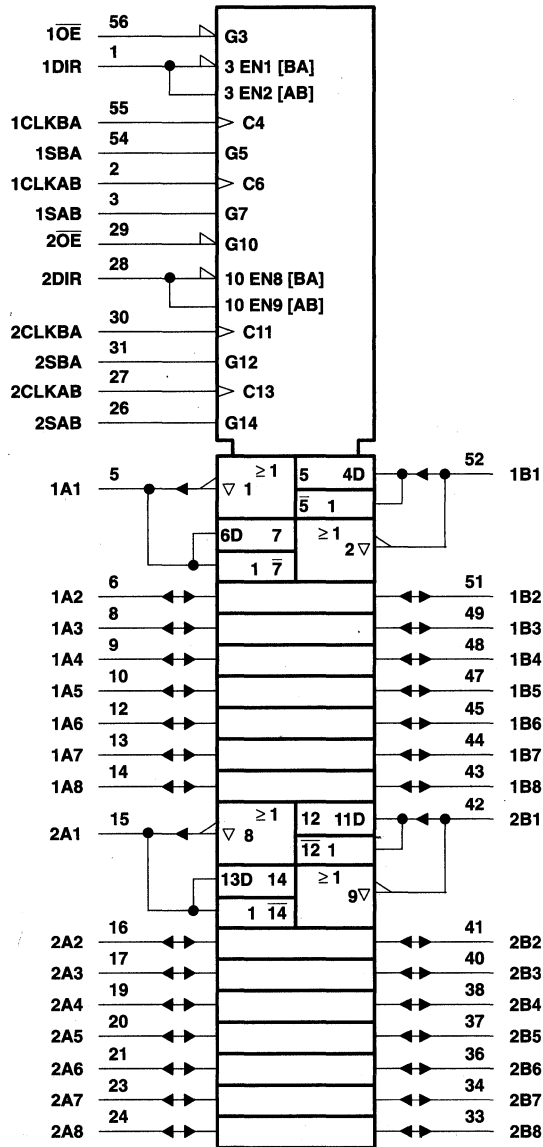 1O̅E̅ 56 G3
1DIR 1 3 EN1 [BA]
3 EN2 [AB]
1CLKBA 55 C4
1SBA 54 G5
1CLKAB 2 C6
1SAB 3 G7
2O̅E̅ 29 G10
2DIR 28 10 EN8 [BA]
10 EN9 [AB]
2CLKBA 30 C11
2SBA 31 G12
2CLKAB 27 C13
2SAB 26 G14
1A1 5 ≥ 1 ▽ 1 5 4D 52 1B1
5̅ 1
6D 7 ≥ 1 2 ▽
1 7̅
1A2 6 51 1B2
1A3 8 49 1B3
1A4 9 48 1B4
1A5 10 47 1B5
1A6 12 45 1B6
1A7 13 44 1B7
1A8 14 43 1B8
2A1 15 ≥ 1 ▽ 8 12 11D 42 2B1
1̅2̅ 1
13D 14 ≥ 1 9 ▽
1 1̅4̅
2A2 16 41 2B2
2A3 17 40 2B3
2A4 19 38 2B4
2A5 20 37 2B5
2A6 21 36 2B6
2A7 23 34 2B7
2A8 24 33 2B8